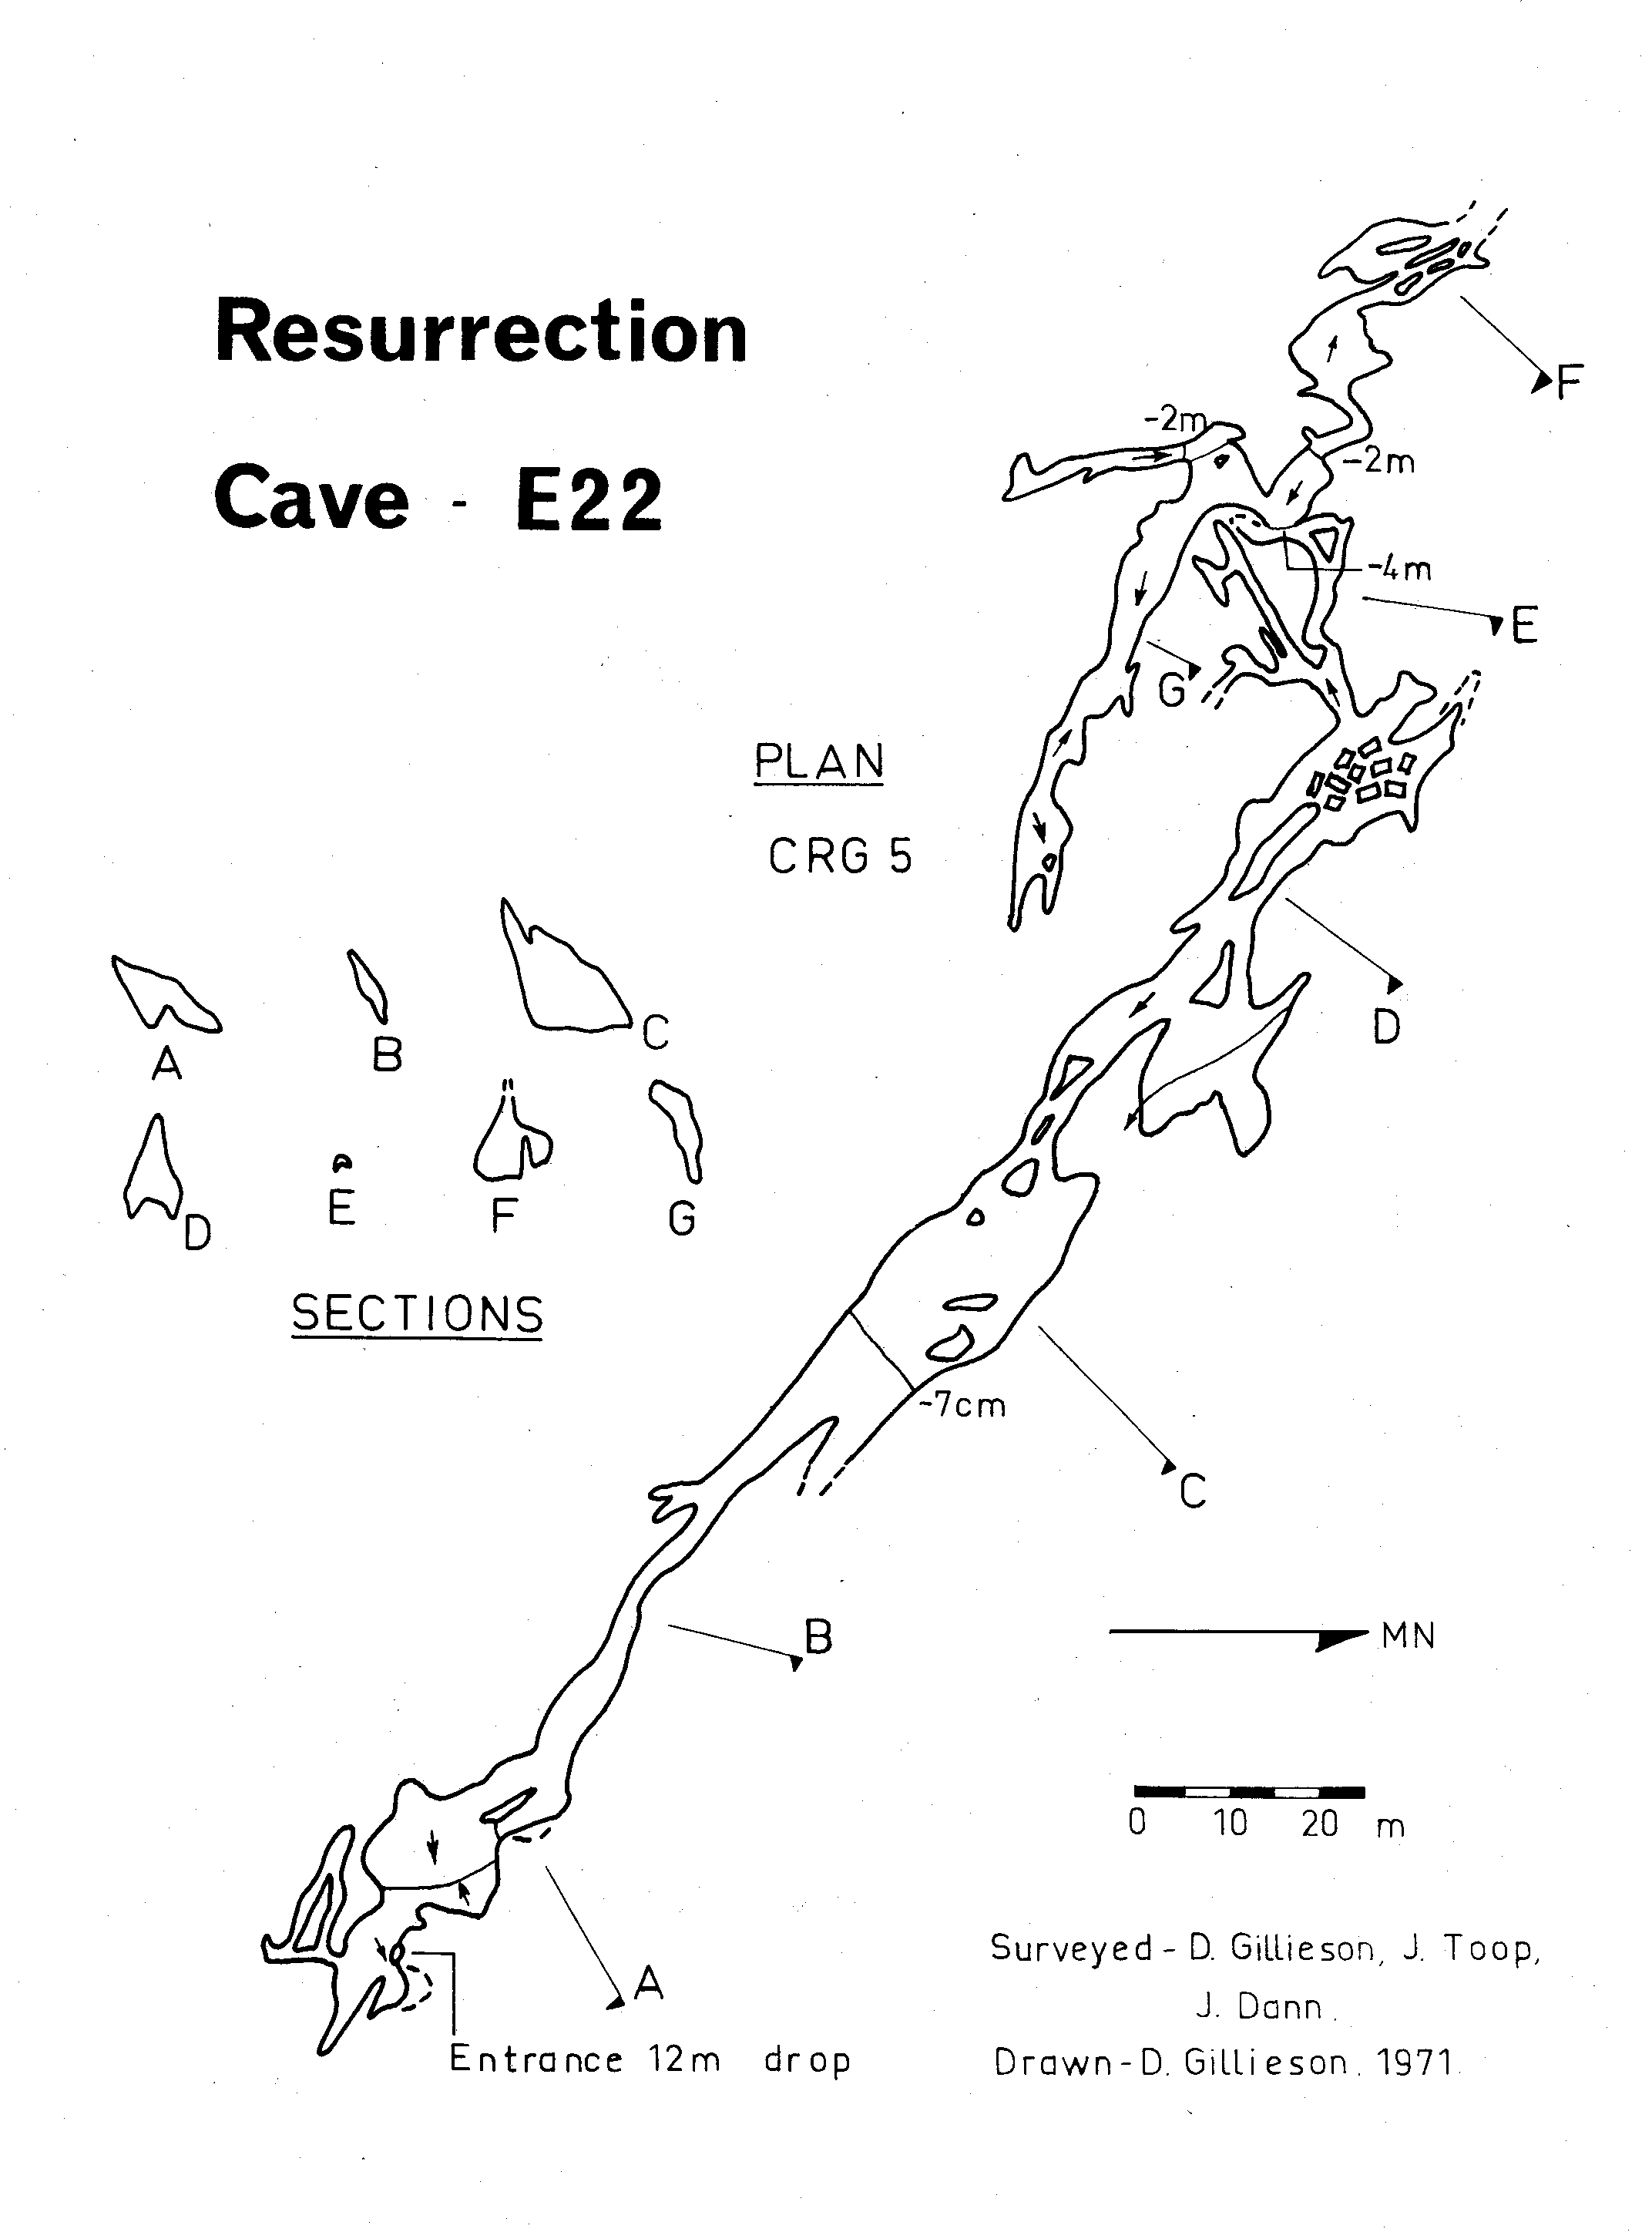 Resurrection
Cave - E22
F
-2m
-2m
-4m
E
G
PLAN
CRG 5
D
A
B
C
D
E
F
G
SECTIONS
-7cm
C
B
MN
0 10 20 m
A
Entrance 12m drop
Surveyed - D. Gillieson, J. Toop,
J. Dann.
Drawn - D. Gillieson. 1971.